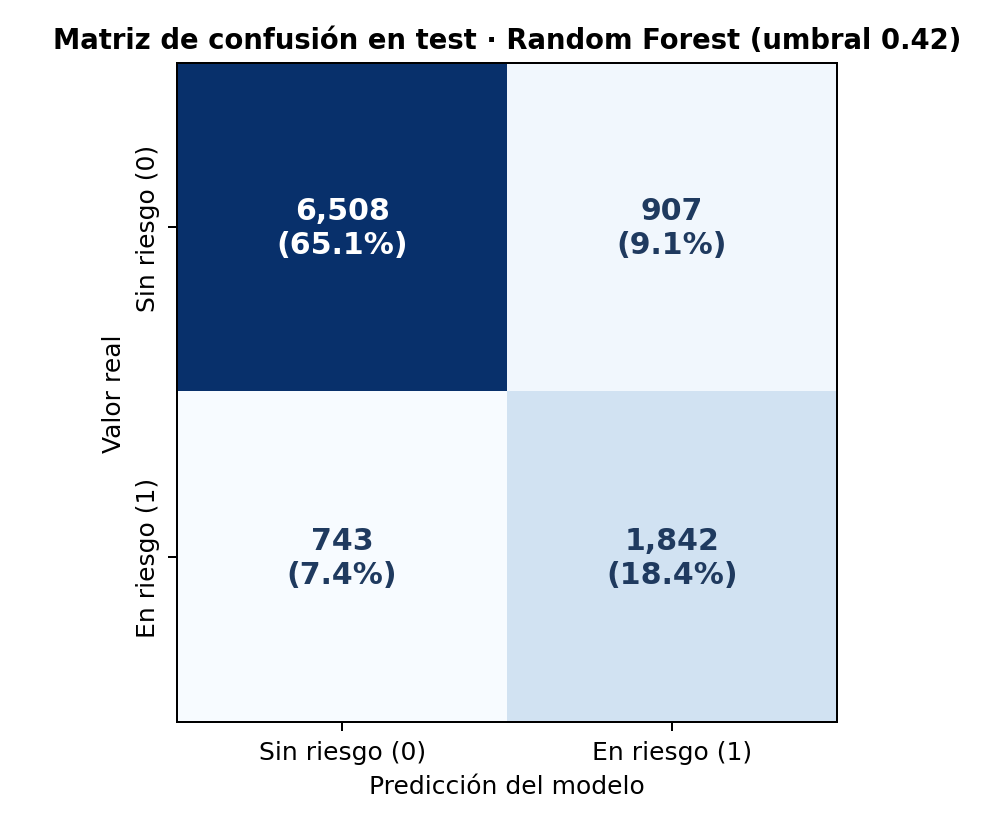 Matriz de confusión en test · Random Forest (umbral 0.42)
Valor real
Sin riesgo (0)
6,508
(65.1%)
907
(9.1%)
En riesgo (1)
743
(7.4%)
1,842
(18.4%)
Sin riesgo (0)
En riesgo (1)
Predicción del modelo